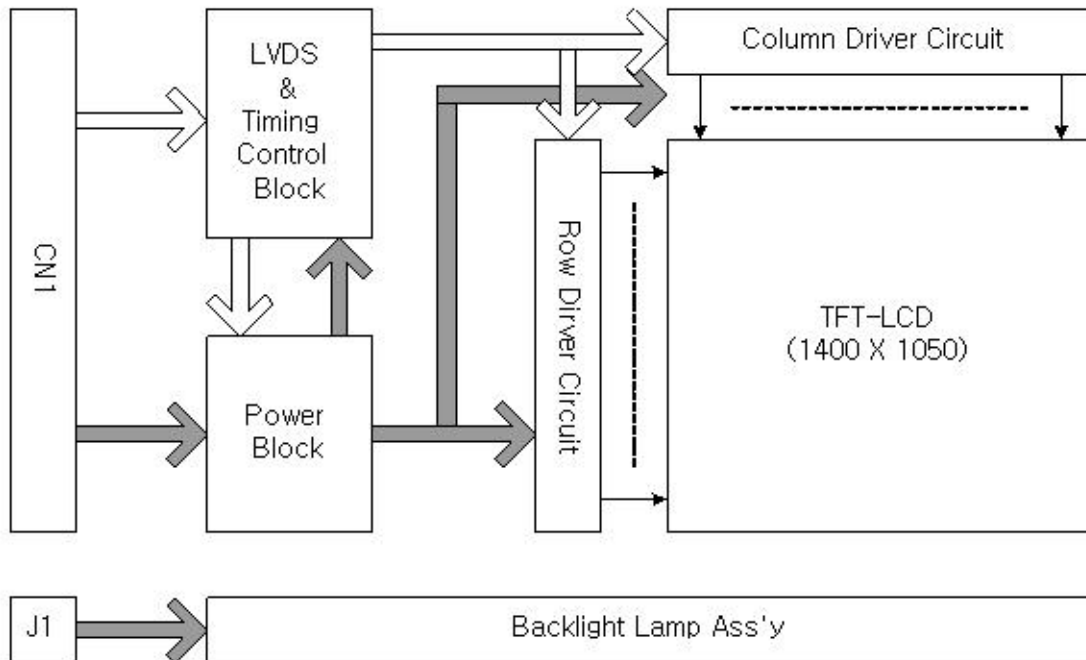 CN1
LVDS
&
Timing
Control
Block
Column Driver Circuit
Row Dirver Circuit
TFT-LCD
(1400 X 1050)
Power
Block
J1
Backlight Lamp Ass'y